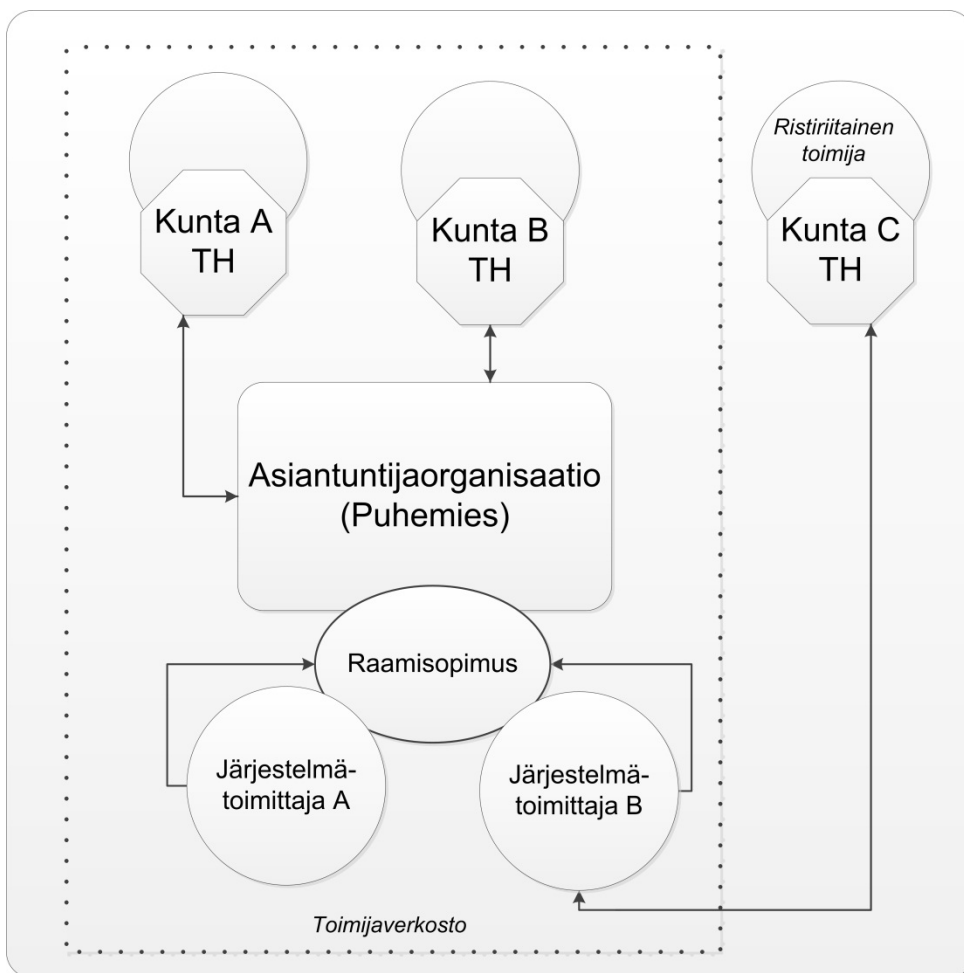 Kunta A
TH
Kunta B
TH
Ristiriitainen
toimija
Kunta C
TH
Asiantuntijaorganisaatio
(Puhemies)
Raamisopimus
Järjestelmä-
toimittaja A
Järjestelmä-
toimittaja B
Toimijaverkosto